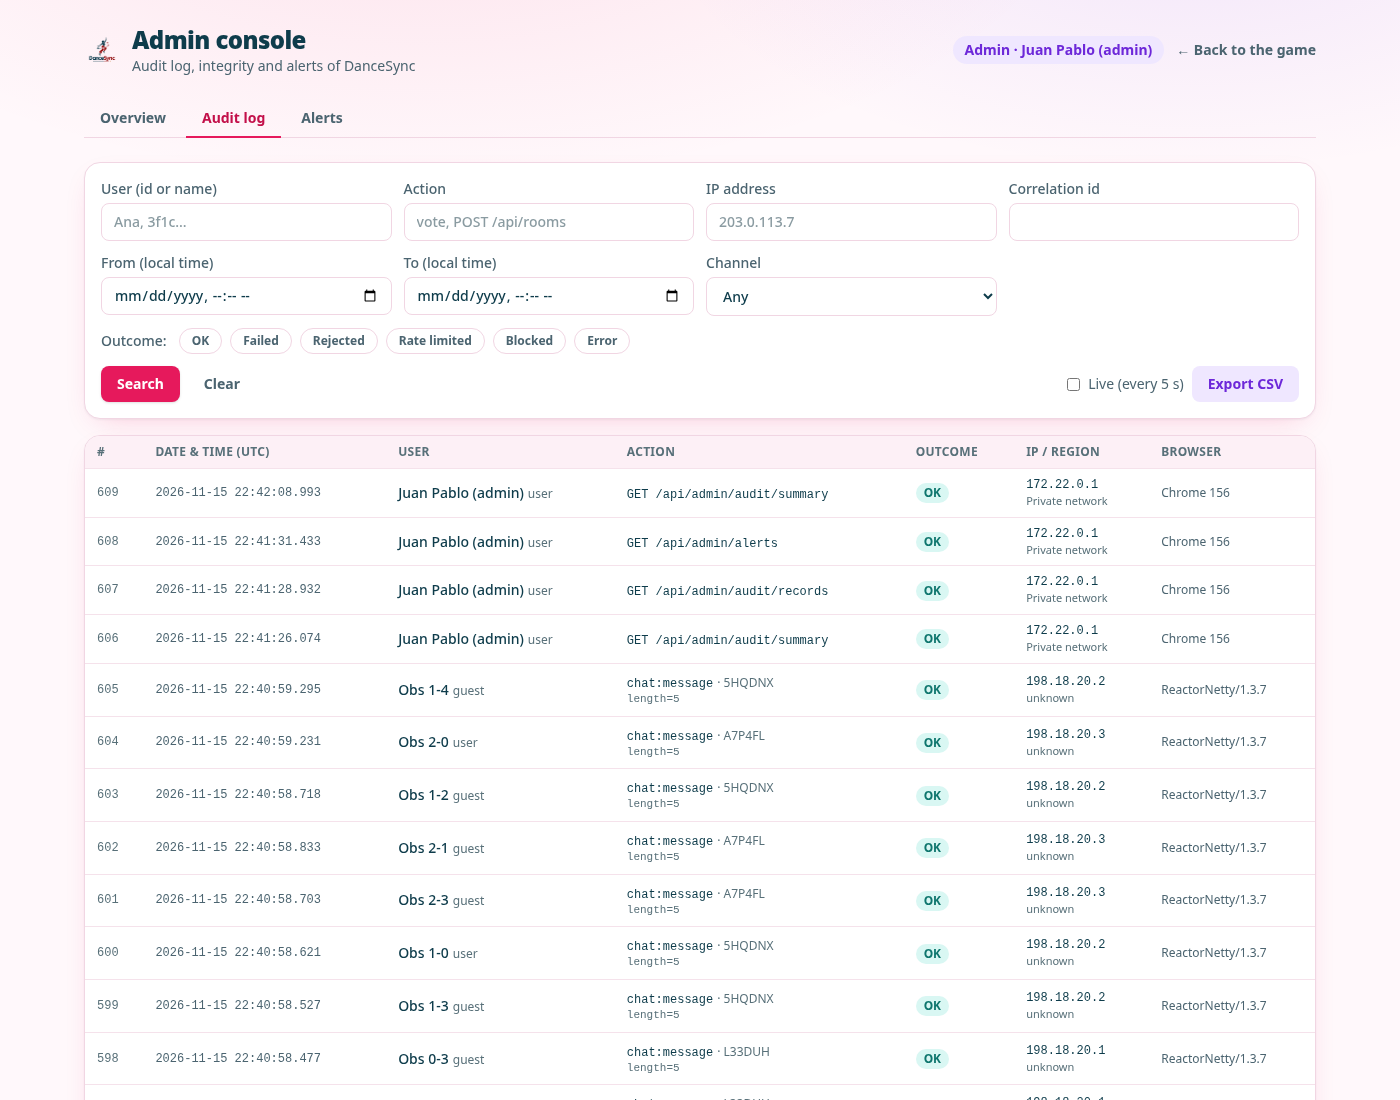 DanceSync
Admin console
Audit log, integrity and alerts of DanceSync
Admin · Juan Pablo (admin)
← Back to the game
Overview
Audit log
Alerts
User (id or name)
Action
IP address
Correlation id
Ana, 3f1c…
vote, POST /api/rooms
203.0.113.7
From (local time)
To (local time)
Channel
mm/dd/yyyy, --:-- --
mm/dd/yyyy, --:-- --
Any
Outcome: OK Failed Rejected Rate limited Blocked Error
Search
Clear
Live (every 5 s)
Export CSV
# DATE & TIME (UTC) USER ACTION OUTCOME IP / REGION BROWSER
609 2026-11-15 22:42:08.993 Juan Pablo (admin) user GET /api/admin/audit/summary OK 172.22.0.1 Chrome 156
Private network
608 2026-11-15 22:41:31.433 Juan Pablo (admin) user GET /api/admin/alerts OK 172.22.0.1 Chrome 156
Private network
607 2026-11-15 22:41:28.932 Juan Pablo (admin) user GET /api/admin/audit/records OK 172.22.0.1 Chrome 156
Private network
606 2026-11-15 22:41:26.074 Juan Pablo (admin) user GET /api/admin/audit/summary OK 172.22.0.1 Chrome 156
Private network
605 2026-11-15 22:40:59.295 Obs 1-4 guest chat:message · 5HQDNX OK 198.18.20.2 ReactorNetty/1.3.7
length=5 unknown
604 2026-11-15 22:40:59.231 Obs 2-0 user chat:message · A7P4FL OK 198.18.20.3 ReactorNetty/1.3.7
length=5 unknown
603 2026-11-15 22:40:58.718 Obs 1-2 guest chat:message · 5HQDNX OK 198.18.20.2 ReactorNetty/1.3.7
length=5 unknown
602 2026-11-15 22:40:58.833 Obs 2-1 guest chat:message · A7P4FL OK 198.18.20.3 ReactorNetty/1.3.7
length=5 unknown
601 2026-11-15 22:40:58.703 Obs 2-3 guest chat:message · A7P4FL OK 198.18.20.3 ReactorNetty/1.3.7
length=5 unknown
600 2026-11-15 22:40:58.621 Obs 1-0 user chat:message · 5HQDNX OK 198.18.20.2 ReactorNetty/1.3.7
length=5 unknown
599 2026-11-15 22:40:58.527 Obs 1-3 guest chat:message · 5HQDNX OK 198.18.20.2 ReactorNetty/1.3.7
length=5 unknown
598 2026-11-15 22:40:58.477 Obs 0-3 guest chat:message · L33DUH OK 198.18.20.1 ReactorNetty/1.3.7
length=5 unknown